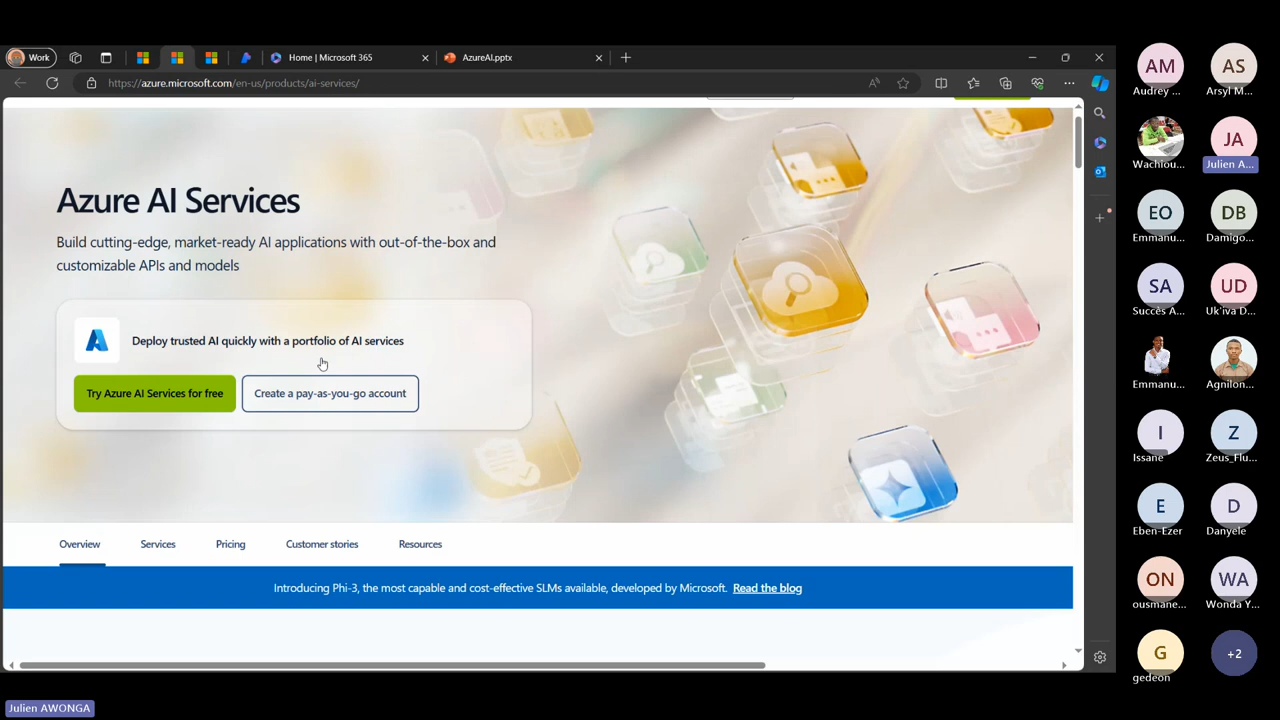 Work
Home | Microsoft 365
AzureAI.pptx
https://azure.microsoft.com/en-us/products/ai-services/
Azure AI Services
Build cutting-edge, market-ready AI applications with out-of-the-box and
customizable APIs and models
Deploy trusted AI quickly with a portfolio of AI services
Try Azure AI Services for free
Create a pay-as-you-go account
Overview
Services
Pricing
Customer stories
Resources
Introducing Phi-3, the most capable and cost-effective SLMs available, developed by Microsoft. Read the blog
AM
Audrey ...
AS
Arsyl M...
Wachiou...
JA
Julien A...
EO
Emmanu...
DB
Damigo...
SA
Succès A...
UD
Uk'iva D...
Emmanu...
Agnilon...
I
Issane
Z
Zeus_Flu...
E
Eben-Ezer
D
Danyele
ON
ousmane...
WA
Wonda Y...
G
gedeon
+2
Julien AWONGA